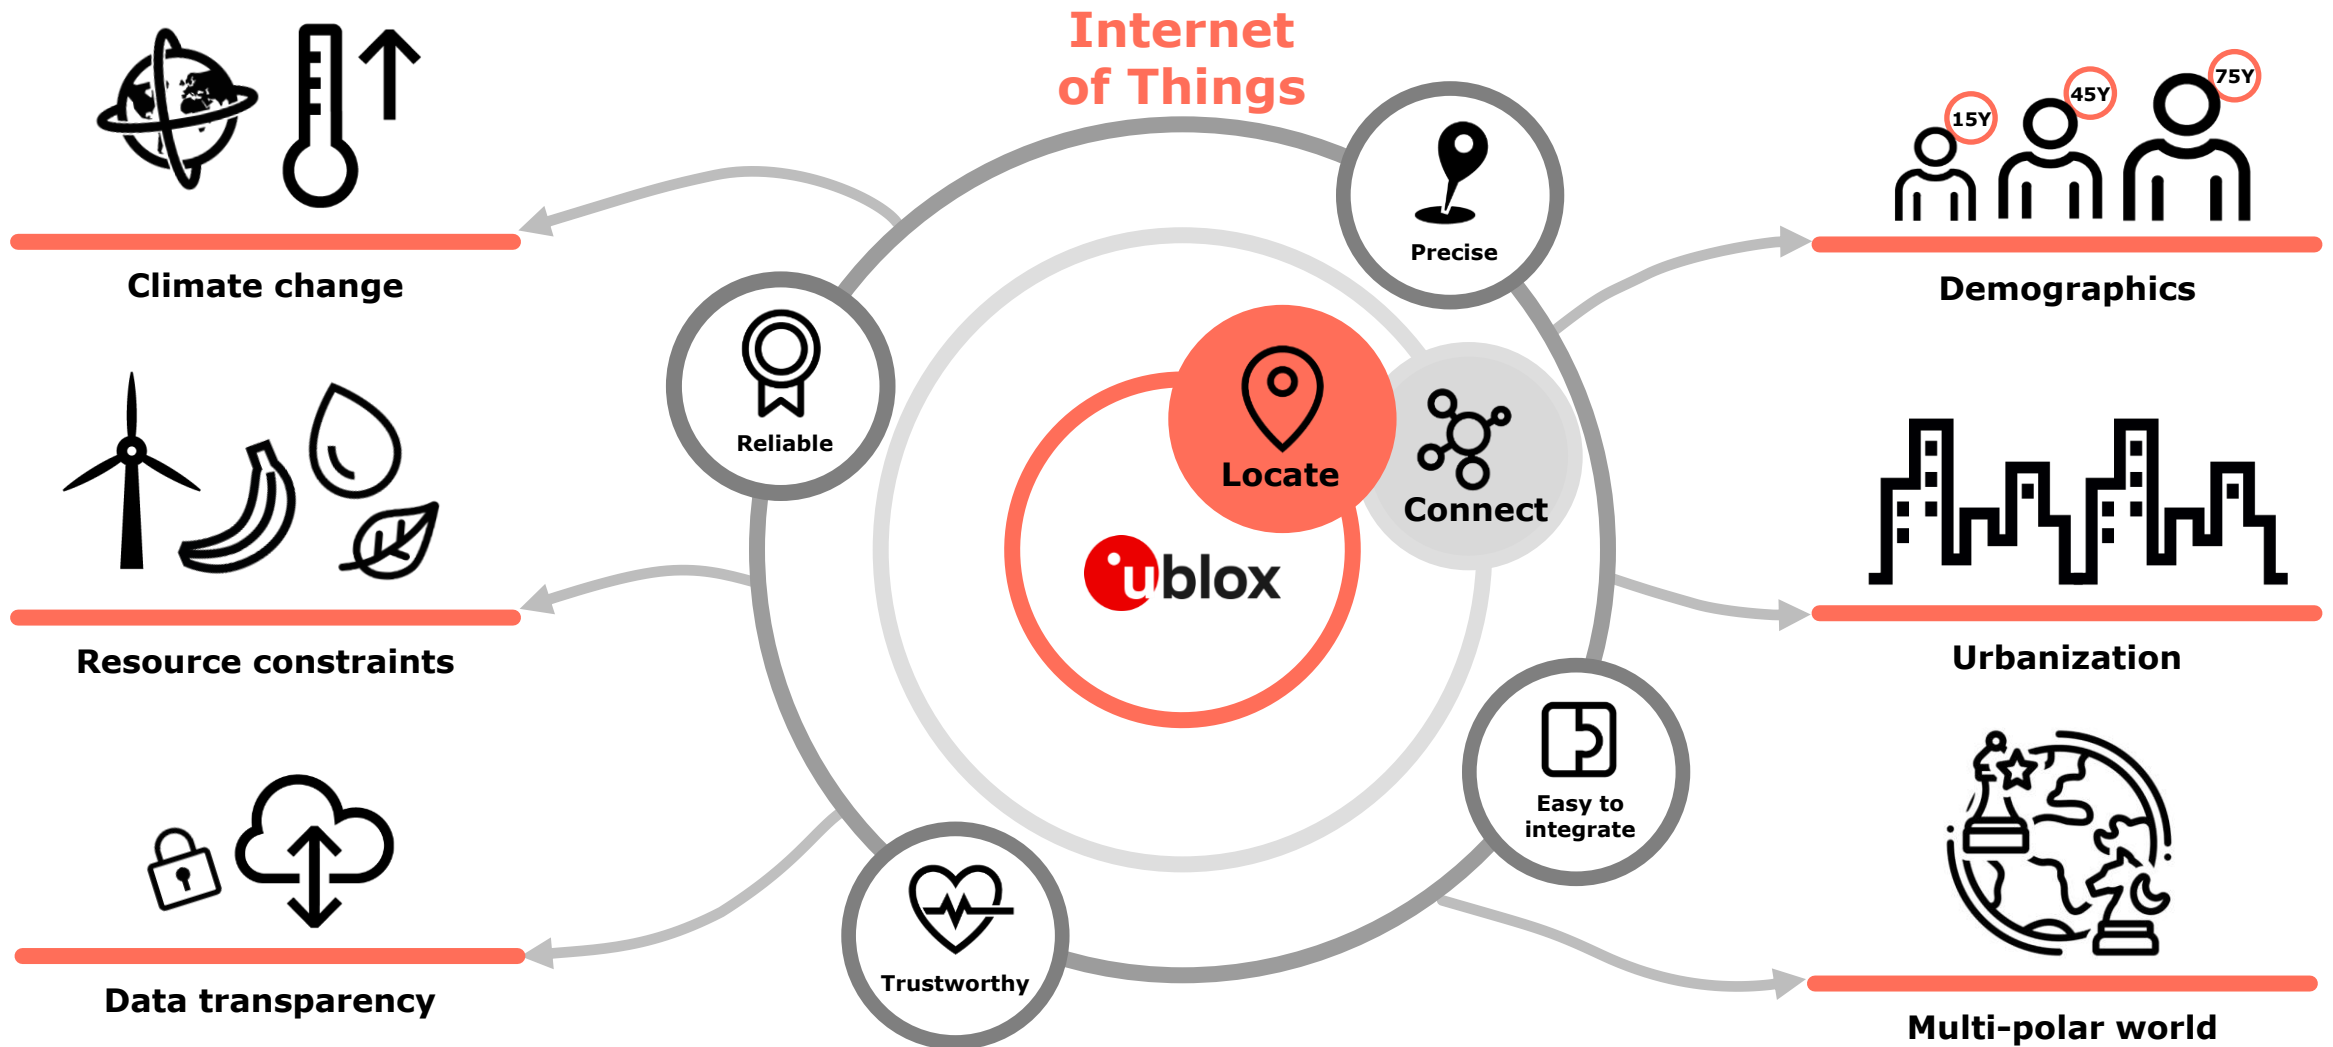 Internet
of Things
Climate change
Resource constraints
Data transparency
Reliable
Precise
Locate
Connect
ublox
Easy to
integrate
Trustworthy
15Y
45Y
75Y
Demographics
Urbanization
Multi-polar world